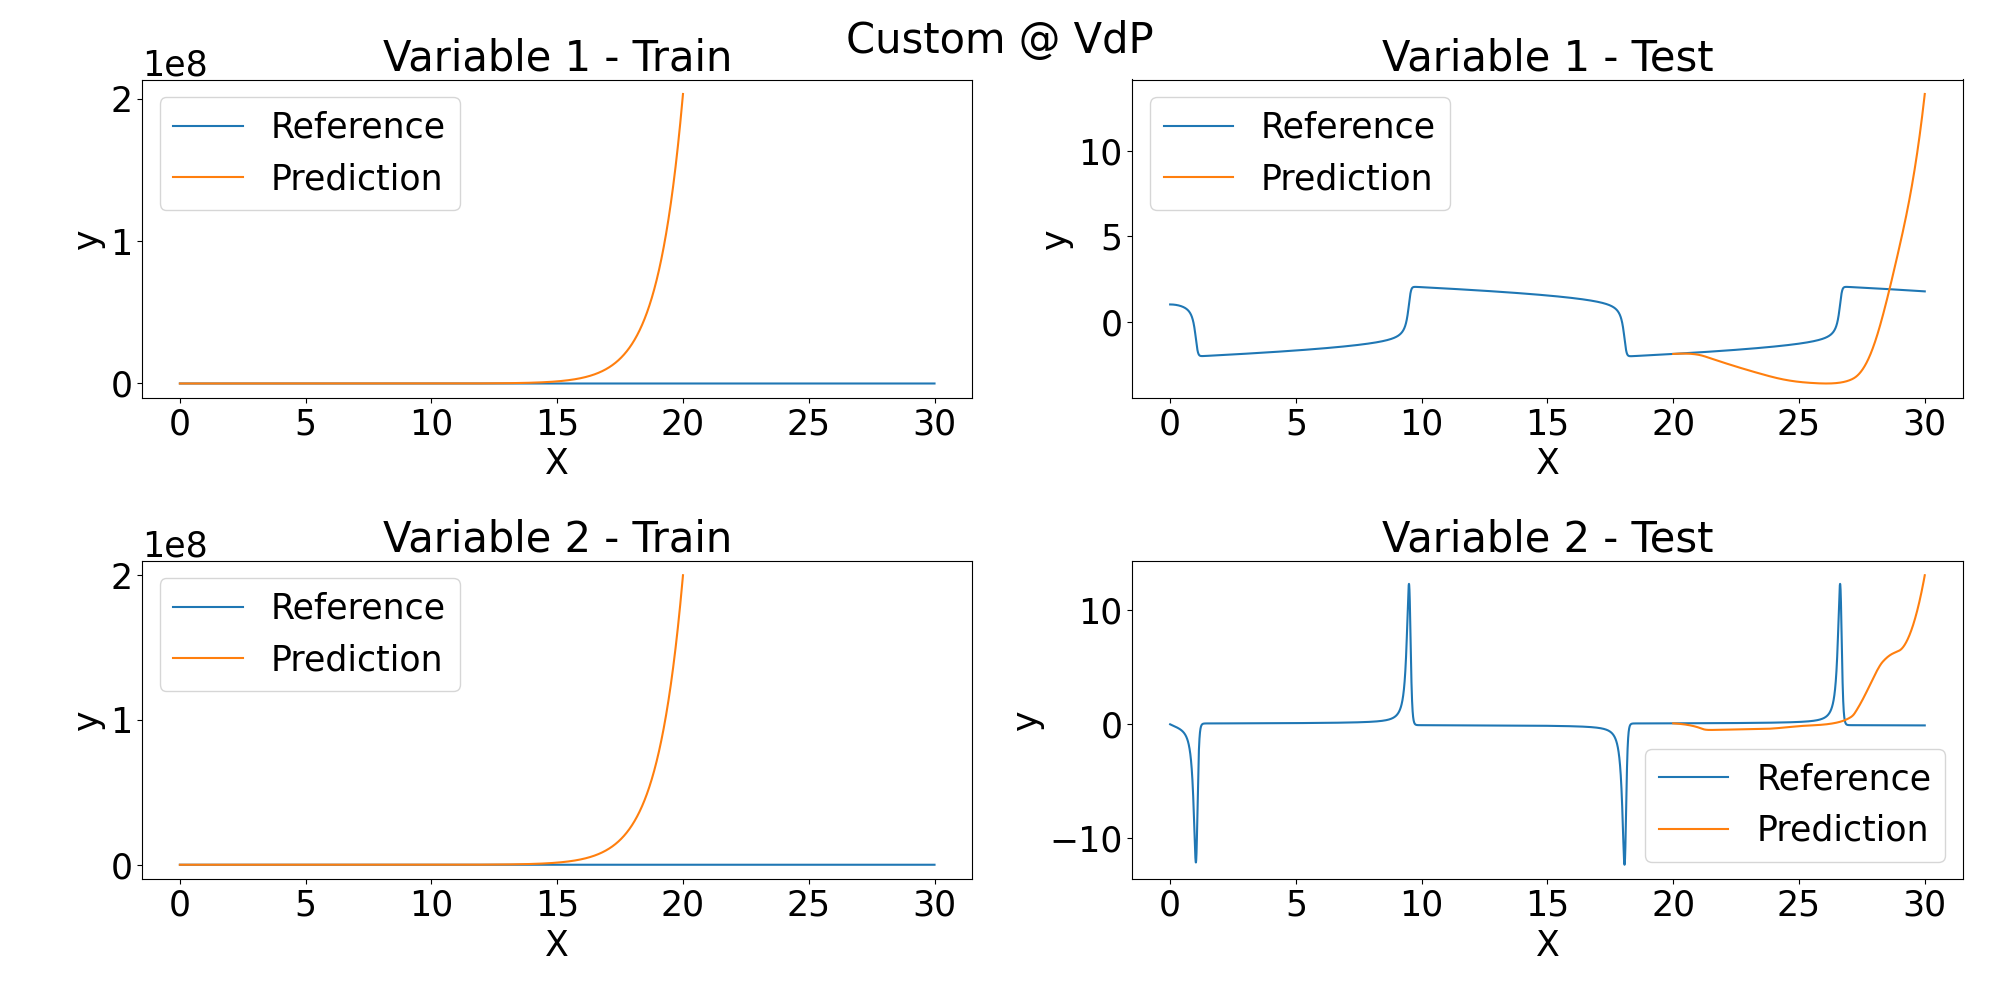 Custom @ VdP
Variable 1 - Train
1e8
2
1
0
y
Reference
Prediction
0 5 10 15 20 25 30
X
Variable 1 - Test
10
5
0
y
Reference
Prediction
0 5 10 15 20 25 30
X
Variable 2 - Train
1e8
2
1
0
y
Reference
Prediction
0 5 10 15 20 25 30
X
Variable 2 - Test
10
0
−10
y
Reference
Prediction
0 5 10 15 20 25 30
X